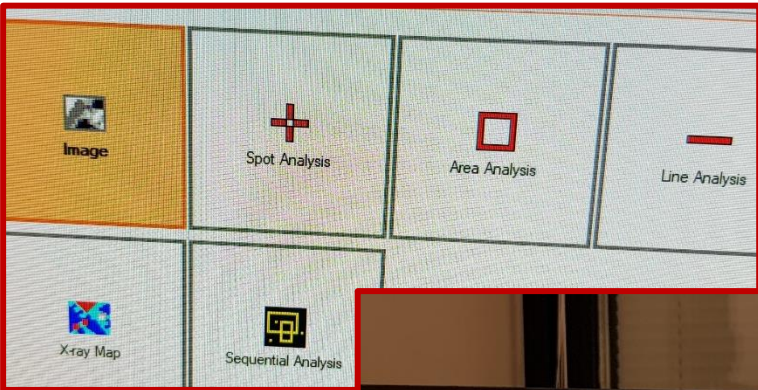 Image
Spot Analysis
Area Analysis
Line Analysis
X-ray Map
Sequential Analysis